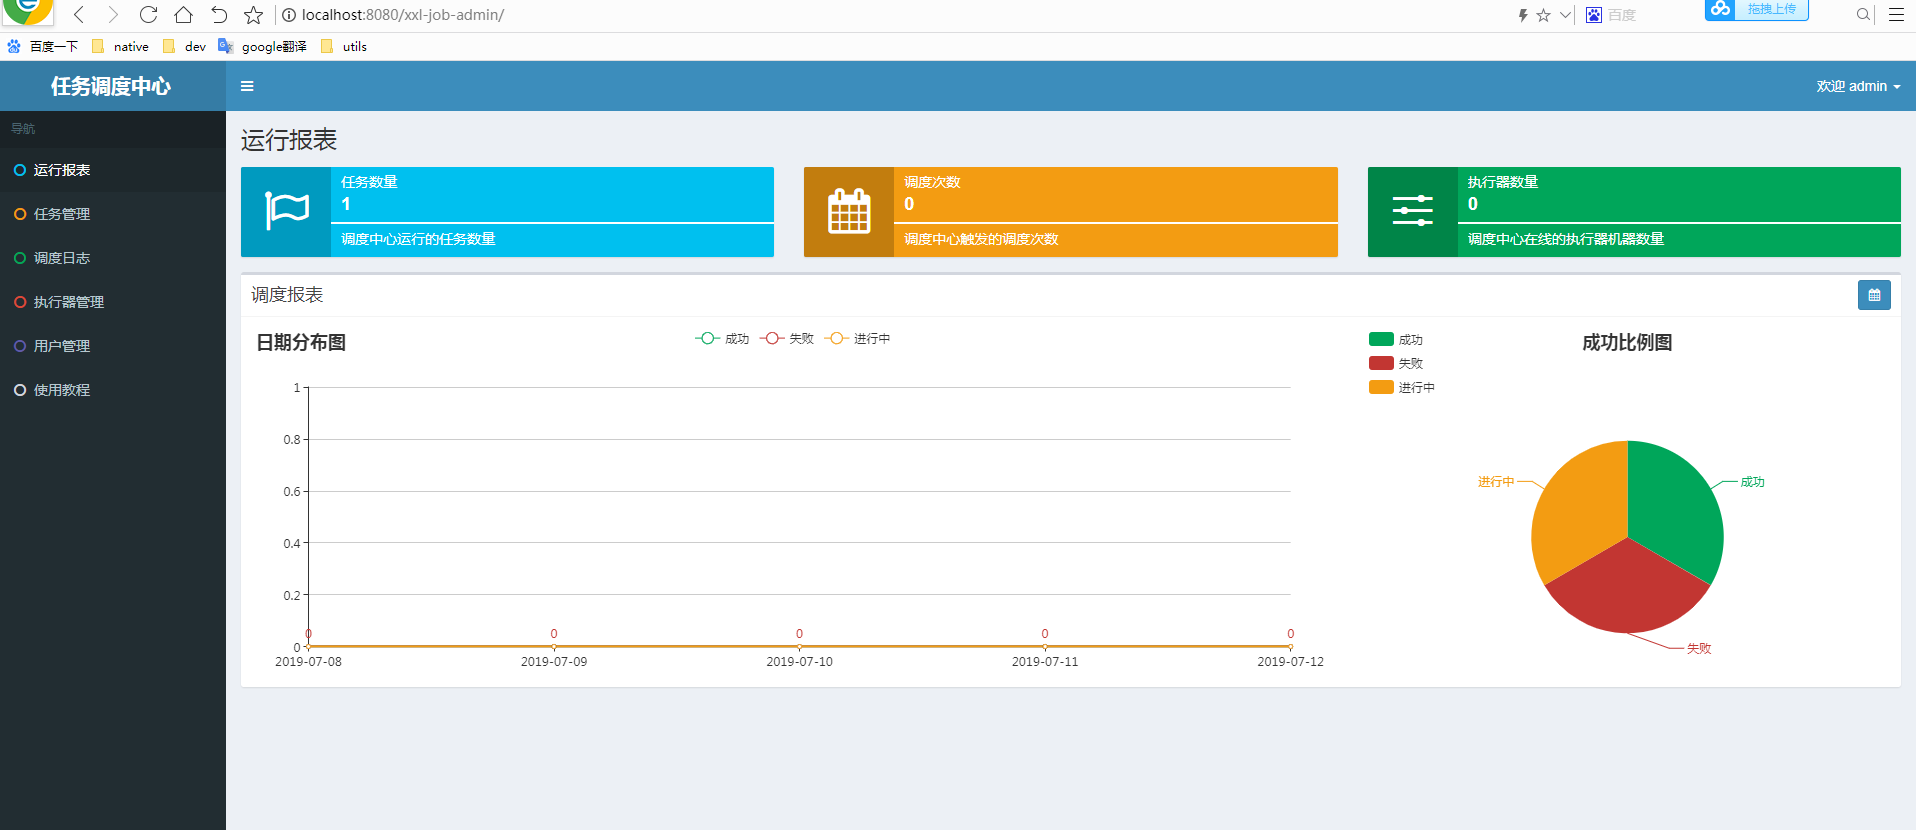 localhost:8080/xxl-job-admin/
百度
拖拽上传
百度一下 native dev google翻译 utils
任务调度中心
欢迎 admin
导航
运行报表
任务管理
调度日志
执行器管理
用户管理
使用教程
运行报表
任务数量
1
调度中心运行的任务数量
调度次数
0
调度中心触发的调度次数
执行器数量
0
调度中心在线的执行器机器数量
调度报表
日期分布图
成功 失败 进行中
1
0.8
0.6
0.4
0.2
0
0 0 0 0 0
2019-07-08 2019-07-09 2019-07-10 2019-07-11 2019-07-12
成功
失败
进行中
成功比例图
进行中
成功
失败